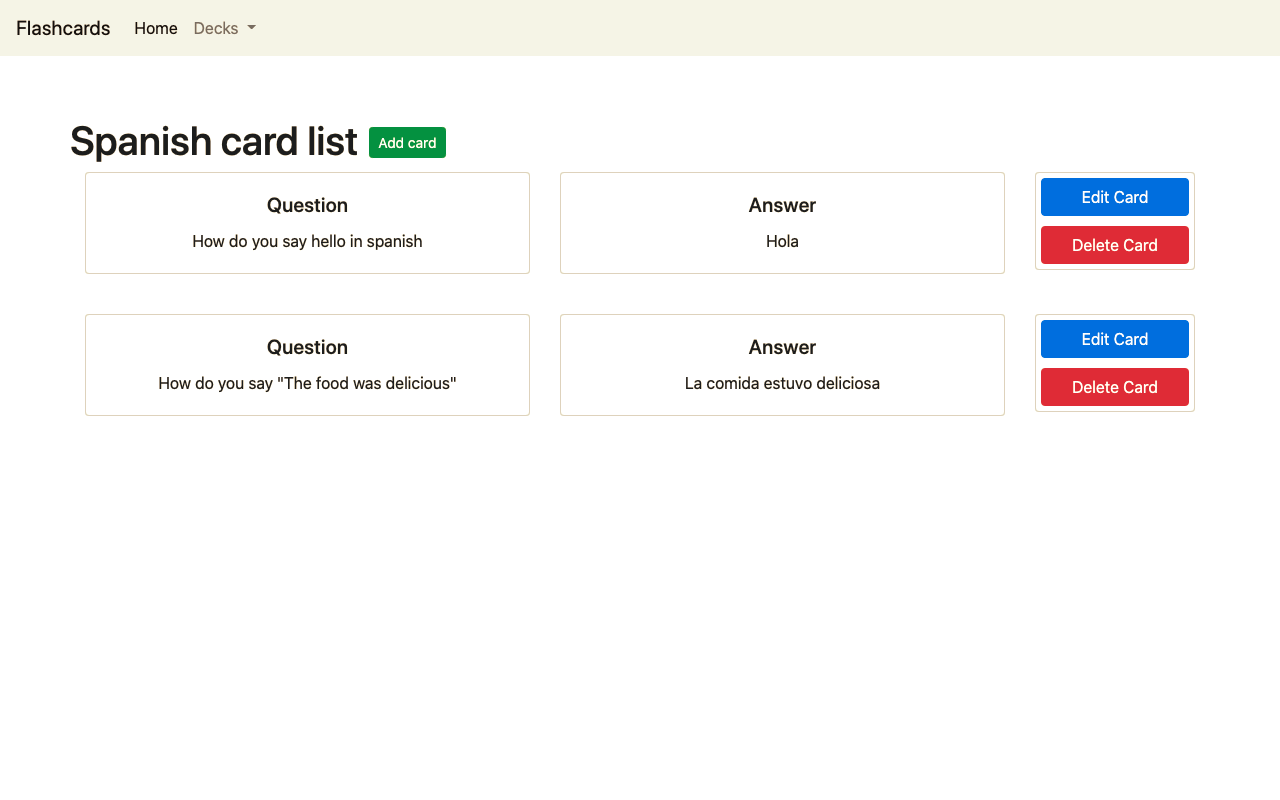 Flashcards Home Decks
Spanish card list Add card
Question
How do you say hello in spanish
Answer
Hola
Edit Card
Delete Card
Question
How do you say "The food was delicious"
Answer
La comida estuvo deliciosa
Edit Card
Delete Card